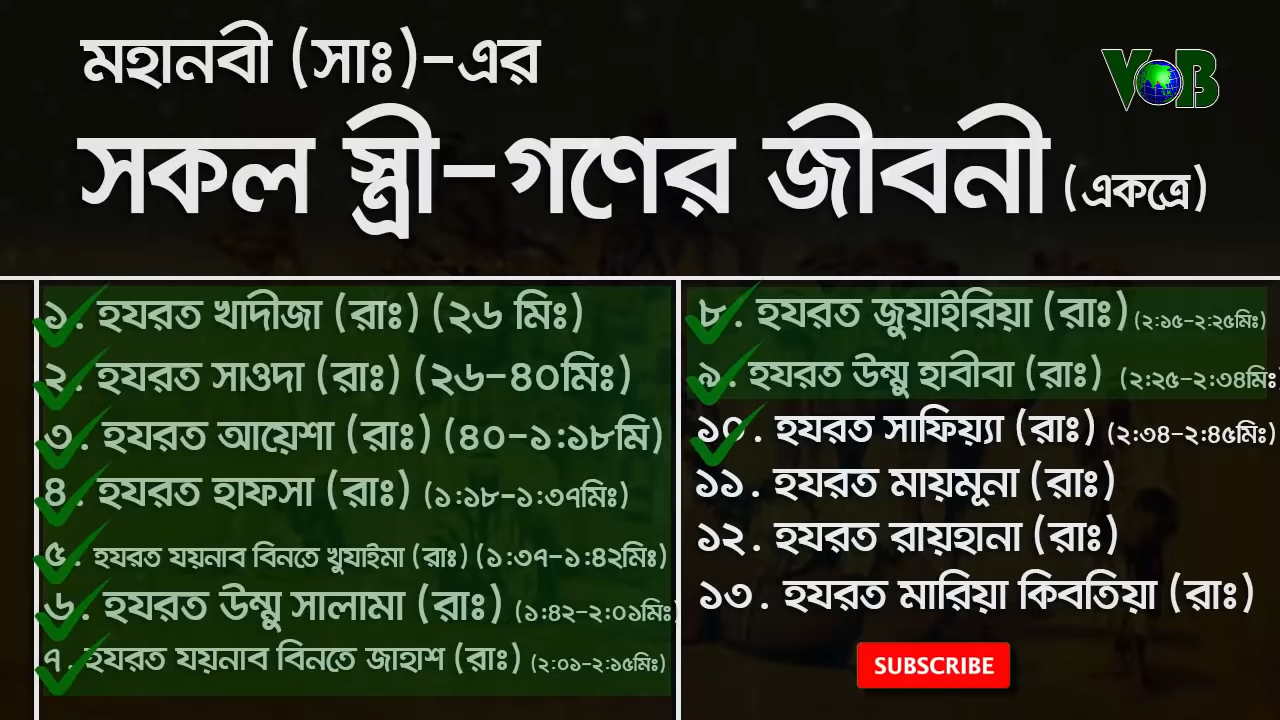 মহানবী (সাঃ)-এর
VOB
সকল স্ত্রী-গণের জীবনী (একত্রে)
১. হযরত খাদীজা (রাঃ) (২৬ মিঃ)
২. হযরত সাওদা (রাঃ) (২৬-৪০মিঃ)
৩. হযরত আয়েশা (রাঃ) (৪০-১:১৮মি)
৪. হযরত হাফসা (রাঃ) (১:১৮-১:৩৭মিঃ)
৫. হযরত যয়নাব বিনতে খুযাইমা (রাঃ) (১:৩৭-১:৪২মিঃ)
৬. হযরত উম্মু সালামা (রাঃ) (১:৪২-২:০১মিঃ
৭. হযরত যয়নাব বিনতে জাহাশ (রাঃ) (২:০১-২:১৫মিঃ)
৮. হযরত জুয়াইরিয়া (রাঃ) (২:১৫-২:২৫মিঃ)
৯. হযরত উম্মু হাবীবা (রাঃ) (২:২৫-২:৩৪মিঃ
১০. হযরত সাফিয়্যা (রাঃ) (২:৩৪-২:৪৫মিঃ)
১১. হযরত মায়মূনা (রাঃ)
১২. হযরত রায়হানা (রাঃ)
১৩. হযরত মারিয়া কিবতিয়া (রাঃ)
SUBSCRIBE